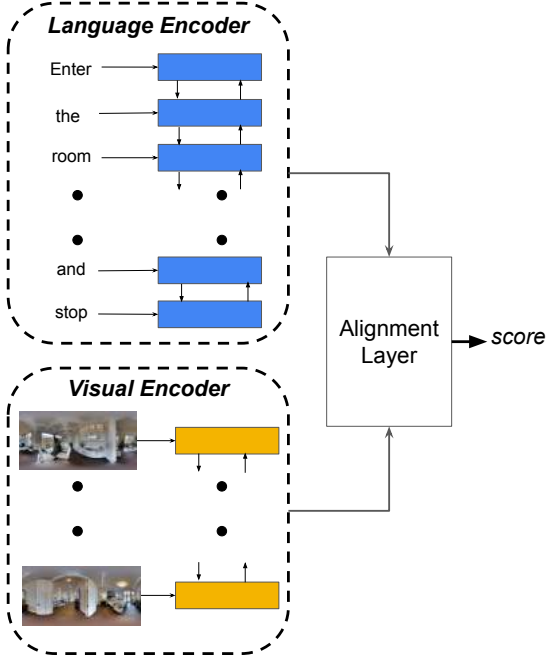 Language Encoder
Enter
the
room
and
stop
Visual Encoder
Alignment
Layer
score